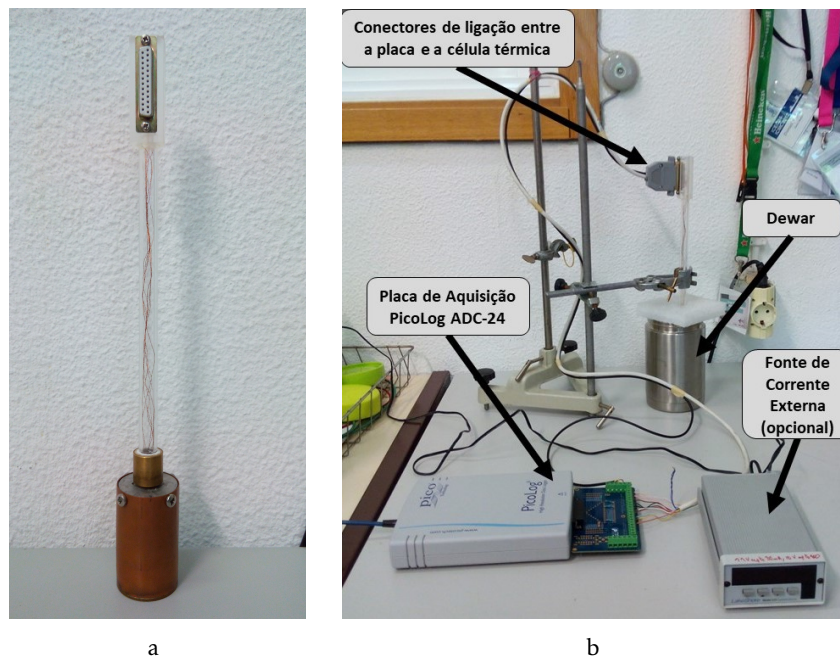 Conectores de ligação entre
a placa e a célula térmica
Heineken
Dewar
Placa de Aquisição
PicoLog ADC-24
Fonte de
Corrente
Externa
(opcional)
pico
PicoLog
a
b